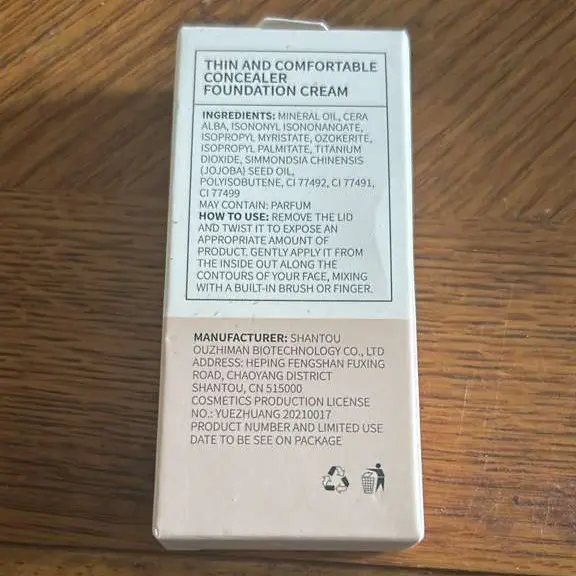 THIN AND COMFORTABLE
CONCEALER
FOUNDATION CREAM
INGREDIENTS: MINERAL OIL, CERA
ALBA, ISONONYL ISONONANOATE,
ISOPROPYL MYRISTATE, OZOKERITE,
ISOPROPYL PALMITATE, TITANIUM
DIOXIDE, SIMMONDSIA CHINENSIS
(JOJOBA) SEED OIL,
POLYISOBUTENE, CI 77492, CI 77491,
CI 77499
MAY CONTAIN: PARFUM
HOW TO USE: REMOVE THE LID
AND TWIST IT TO EXPOSE AN
APPROPRIATE AMOUNT OF
PRODUCT. GENTLY APPLY IT FROM
THE INSIDE OUT ALONG THE
CONTOURS OF YOUR FACE, MIXING
WITH A BUILT-IN BRUSH OR FINGER.
MANUFACTURER: SHANTOU
OUZHIMAN BIOTECHNOLOGY CO., LTD
ADDRESS: HEPING FENGSHAN FUXING
ROAD, CHAOYANG DISTRICT
SHANTOU, CN 515000
COSMETICS PRODUCTION LICENSE
NO.: YUEZHUANG 20210017
PRODUCT NUMBER AND LIMITED USE
DATE TO BE SEE ON PACKAGE